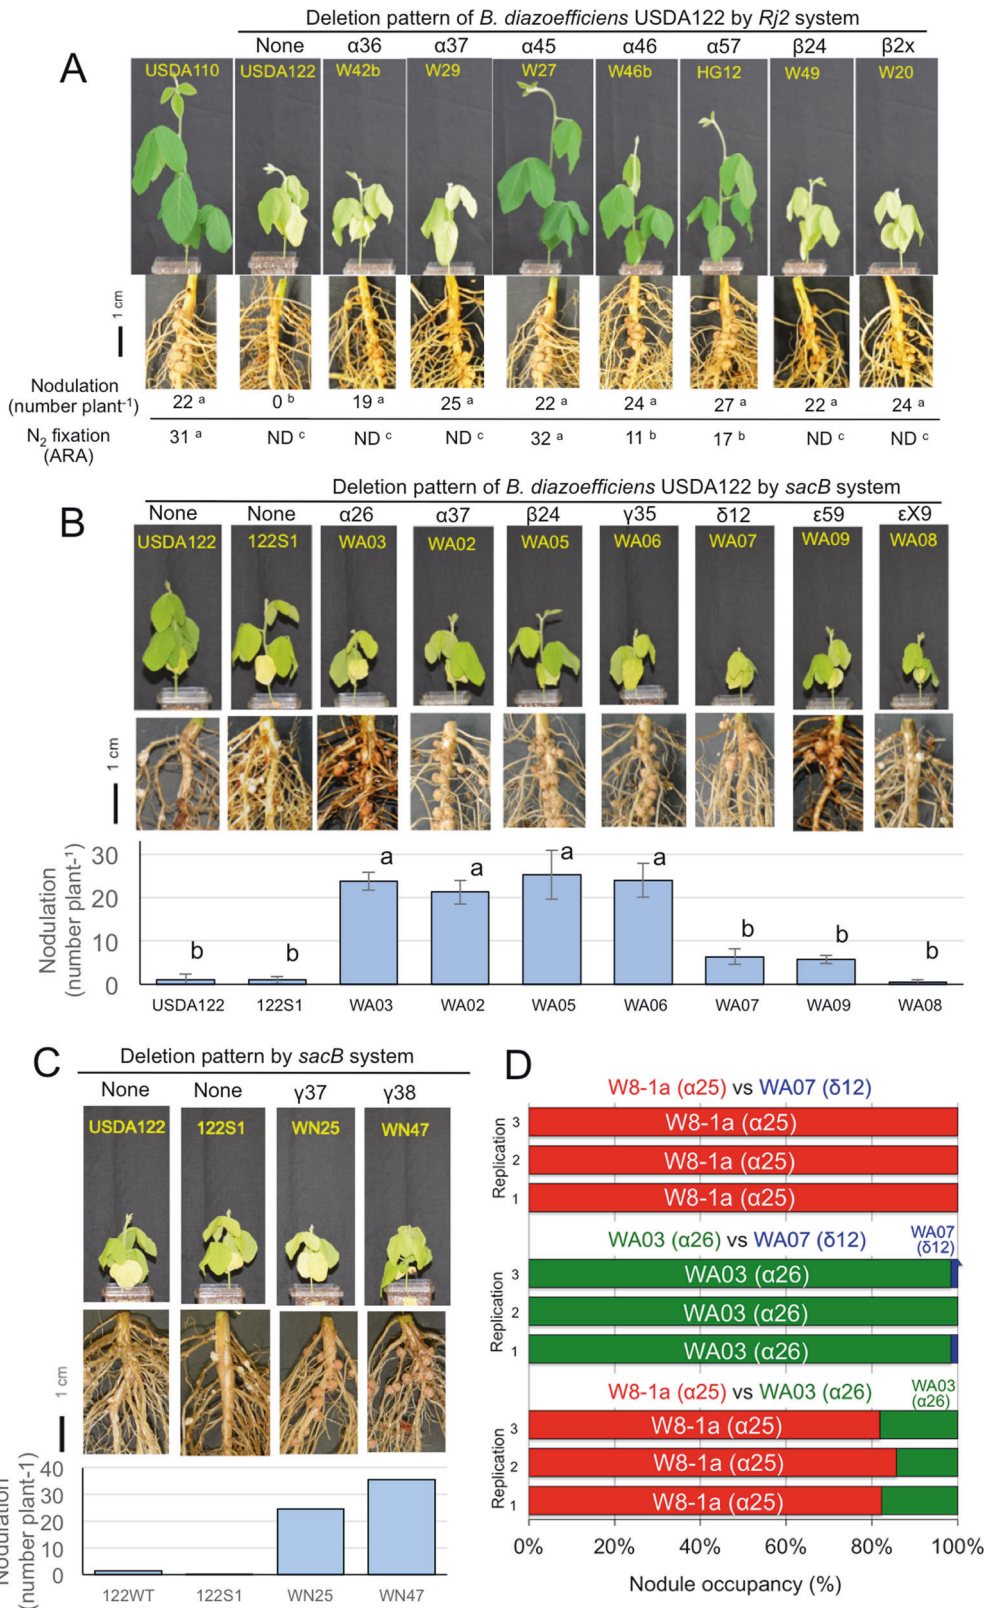 Deletion pattern of B. diazoefficiens USDA122 by Rj2 system
None α36 α37 α45 α46 α57 β24 β2x
A
USDA110 USDA122 W42b W29 W27 W46b HG12 W49 W20
1 cm
Nodulation
(number plant-1) 22 a 0 b 19 a 25 a 22 a 24 a 27 a 22 a 24 a
N2 fixation
(ARA) 31 a ND c ND c ND c 32 a 11 b 17 b ND c ND c
Deletion pattern of B. diazoefficiens USDA122 by sacB system
B
None None α26 α37 β24 γ35 δ12 ε59 εX9
USDA122 122S1 WA03 WA02 WA05 WA06 WA07 WA09 WA08
1 cm
Nodulation
(number plant-1)
30
20
10
0
b b a a a a b b b
USDA122 122S1 WA03 WA02 WA05 WA06 WA07 WA09 WA08
C
Deletion pattern by sacB system
None None γ37 γ38
USDA122 122S1 WN25 WN47
1 cm
Nodulation
(number plant-1)
40
30
20
10
0
122WT 122S1 WN25 WN47
D
W8-1a (α25) vs WA07 (δ12)
Replication
3 W8-1a (α25)
2 W8-1a (α25)
1 W8-1a (α25)
WA03 (α26) vs WA07 (δ12)
WA07
(δ12)
Replication
3 WA03 (α26)
2 WA03 (α26)
1 WA03 (α26)
W8-1a (α25) vs WA03 (α26)
WA03
(α26)
Replication
3 W8-1a (α25)
2 W8-1a (α25)
1 W8-1a (α25)
0% 20% 40% 60% 80% 100%
Nodule occupancy (%)